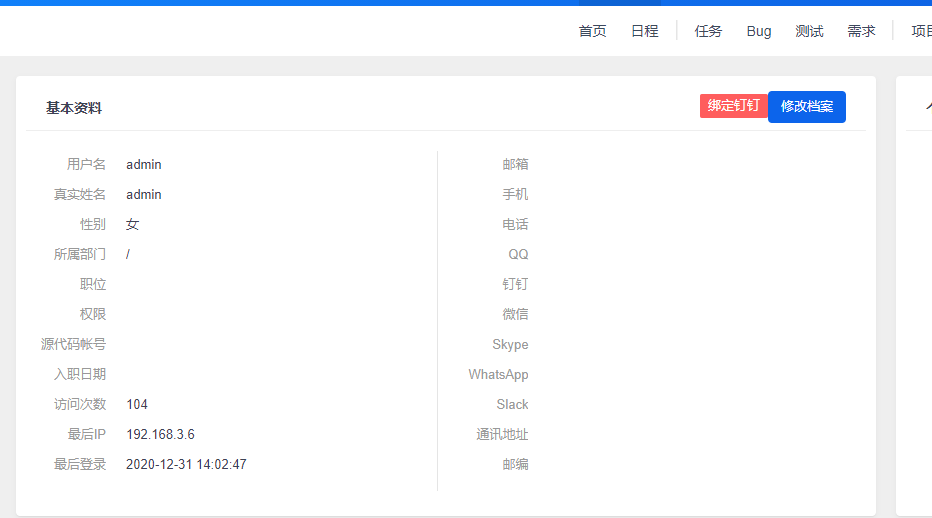 首页 日程 任务 Bug 测试 需求
基本资料 绑定钉钉 修改档案
用户名 admin
真实姓名 admin
性别 女
所属部门 /
职位
权限
源代码帐号
入职日期
访问次数 104
最后IP 192.168.3.6
最后登录 2020-12-31 14:02:47
邮箱
手机
电话
QQ
钉钉
微信
Skype
WhatsApp
Slack
通讯地址
邮编